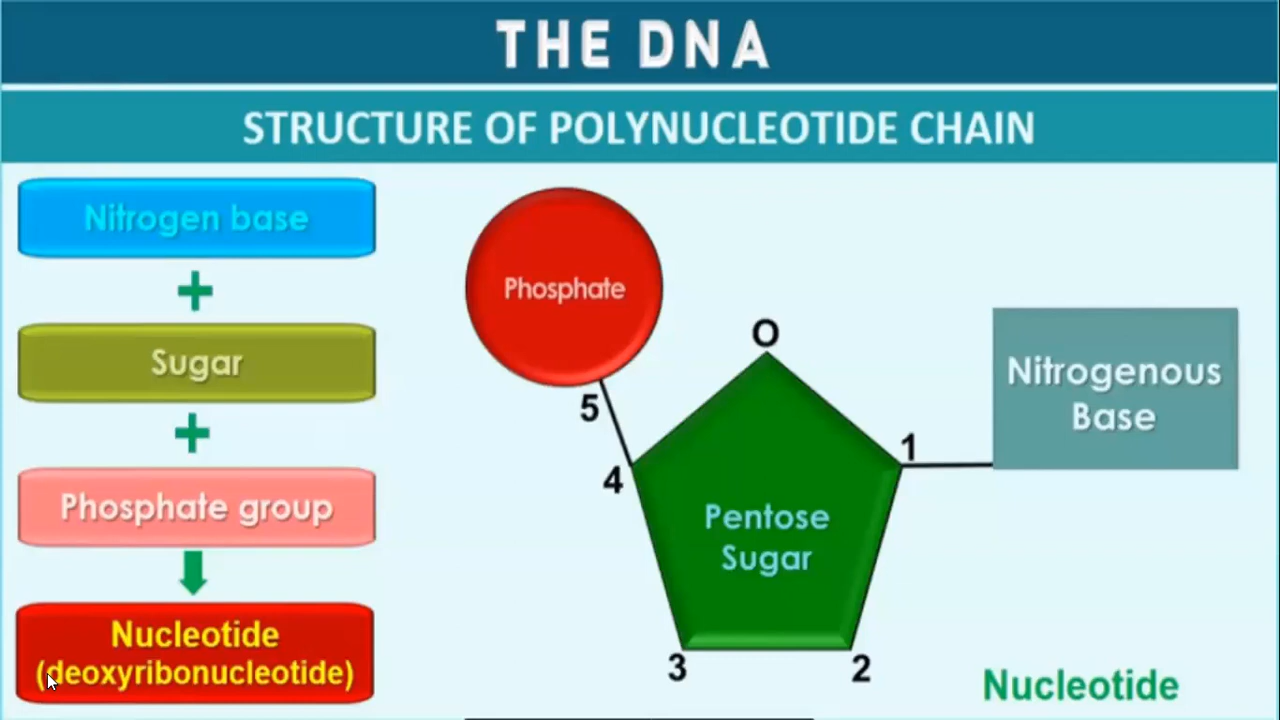 THE DNA
STRUCTURE OF POLYNUCLEOTIDE CHAIN
Nitrogen base
+
Sugar
+
Phosphate group
Nucleotide
(deoxyribonucleotide)
Phosphate
O
5
4
1
Nitrogenous
Base
Pentose
Sugar
3
2
Nucleotide